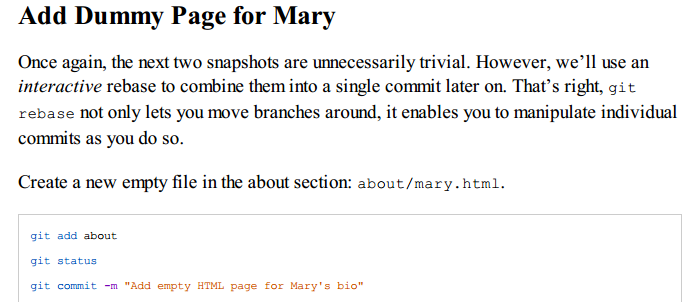 Add Dummy Page for Mary
Once again, the next two snapshots are unnecessarily trivial. However, we’ll use an
interactive rebase to combine them into a single commit later on. That’s right, git
rebase not only lets you move branches around, it enables you to manipulate individual
commits as you do so.
Create a new empty file in the about section: about/mary.html.
git add about
git status
git commit -m "Add empty HTML page for Mary's bio"